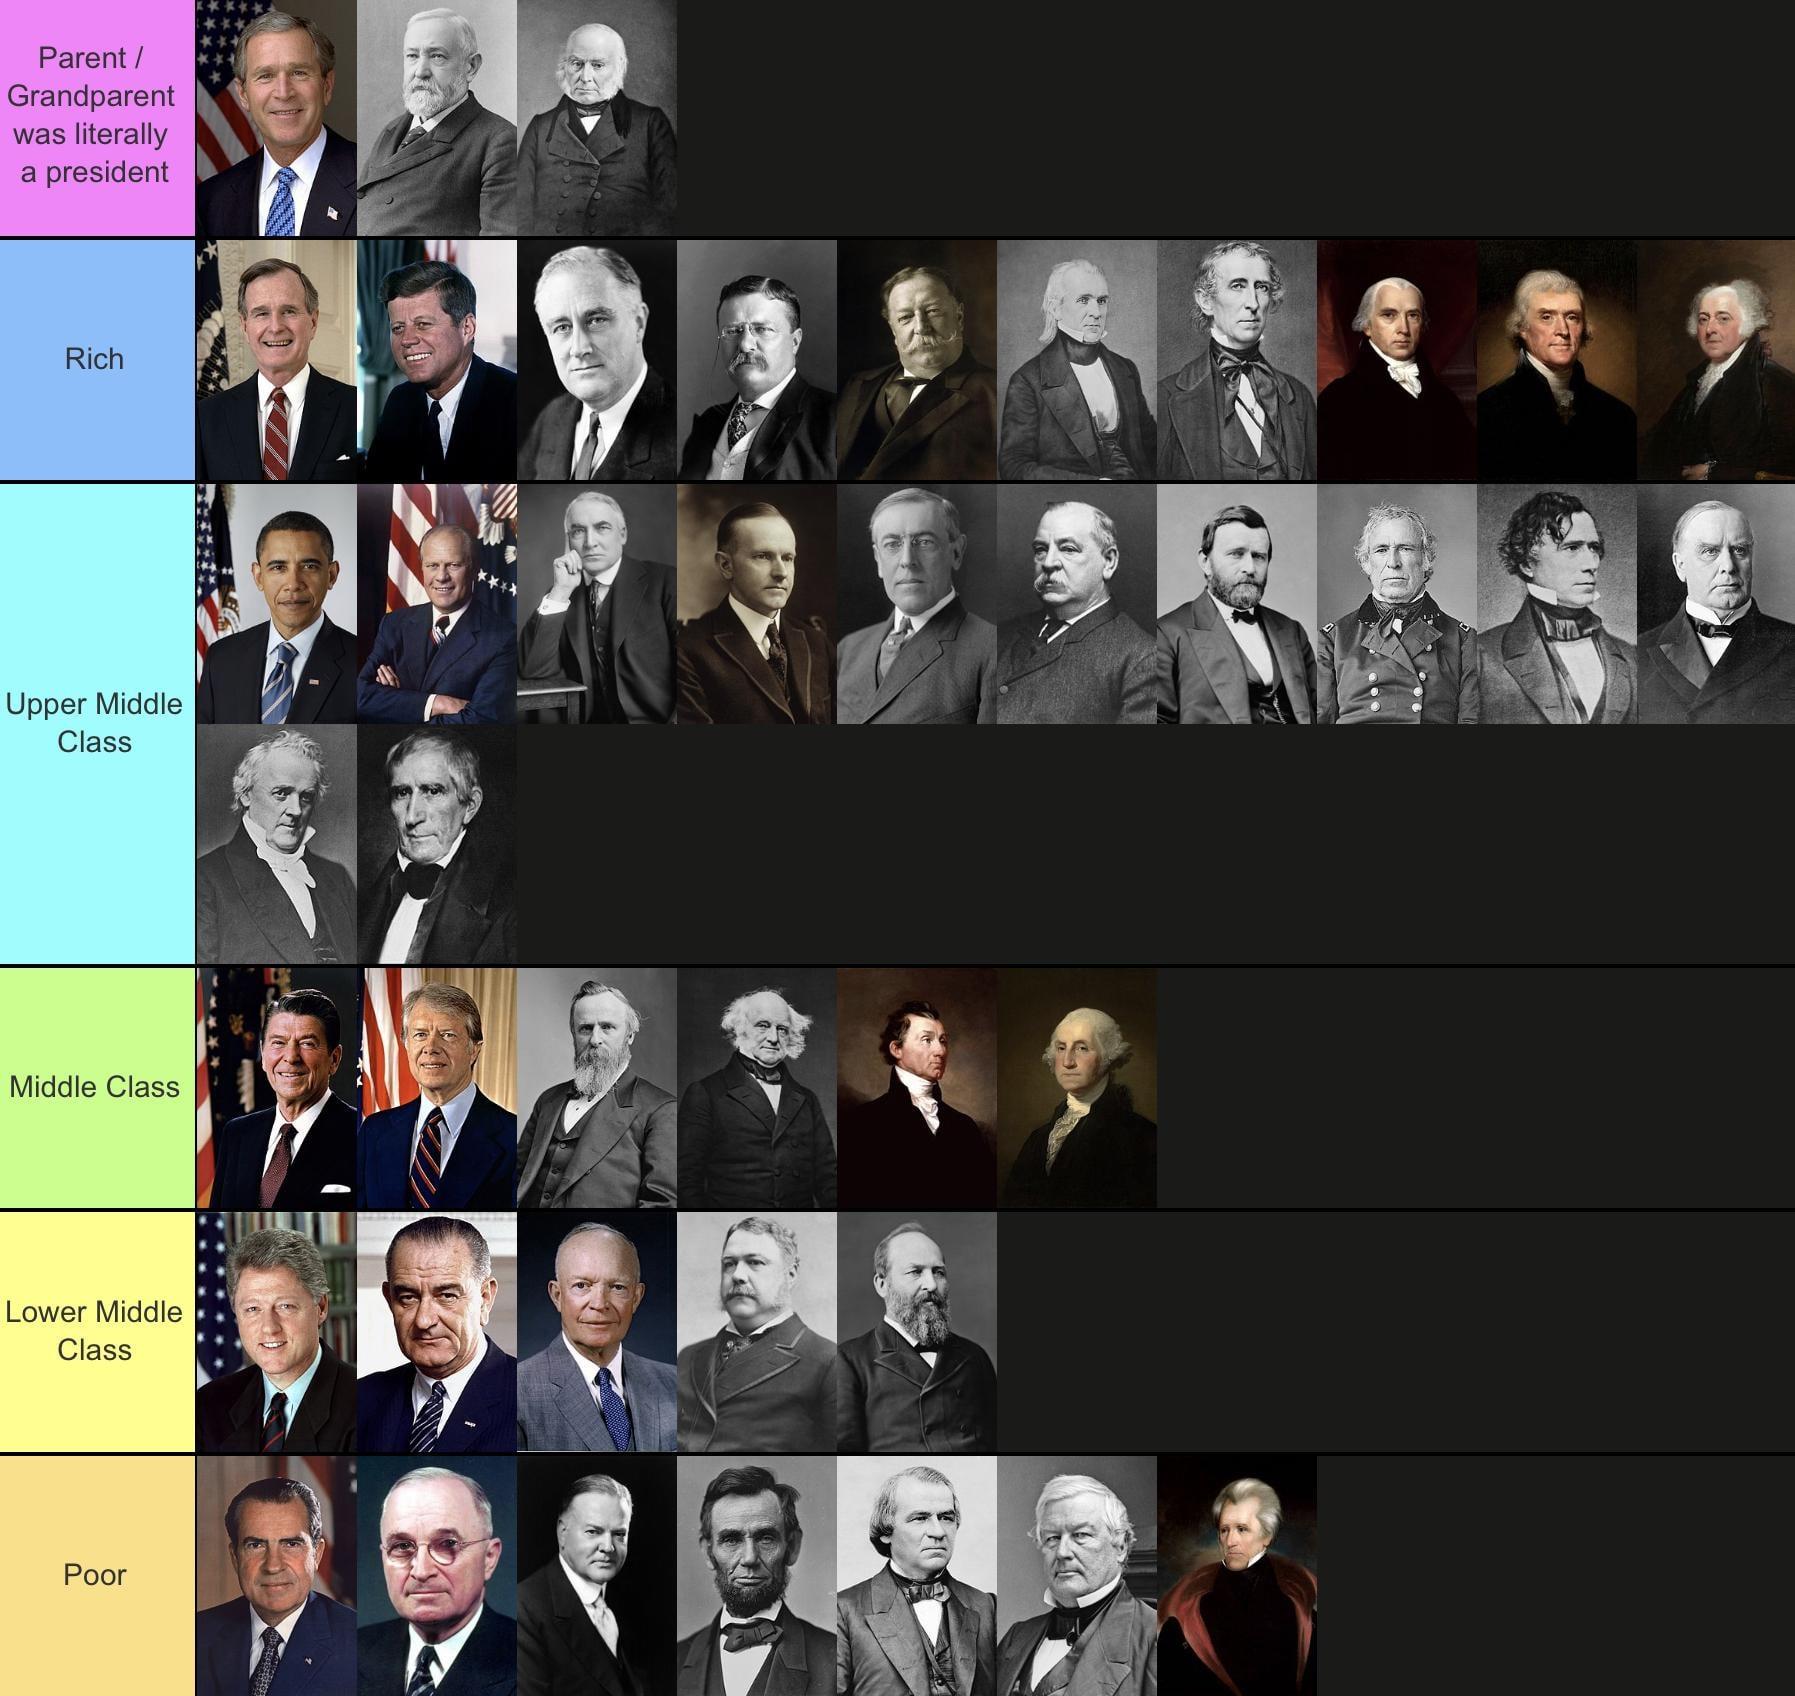 Parent /
Grandparent
was literally
a president
Rich
Upper Middle
Class
Middle Class
Lower Middle
Class
Poor